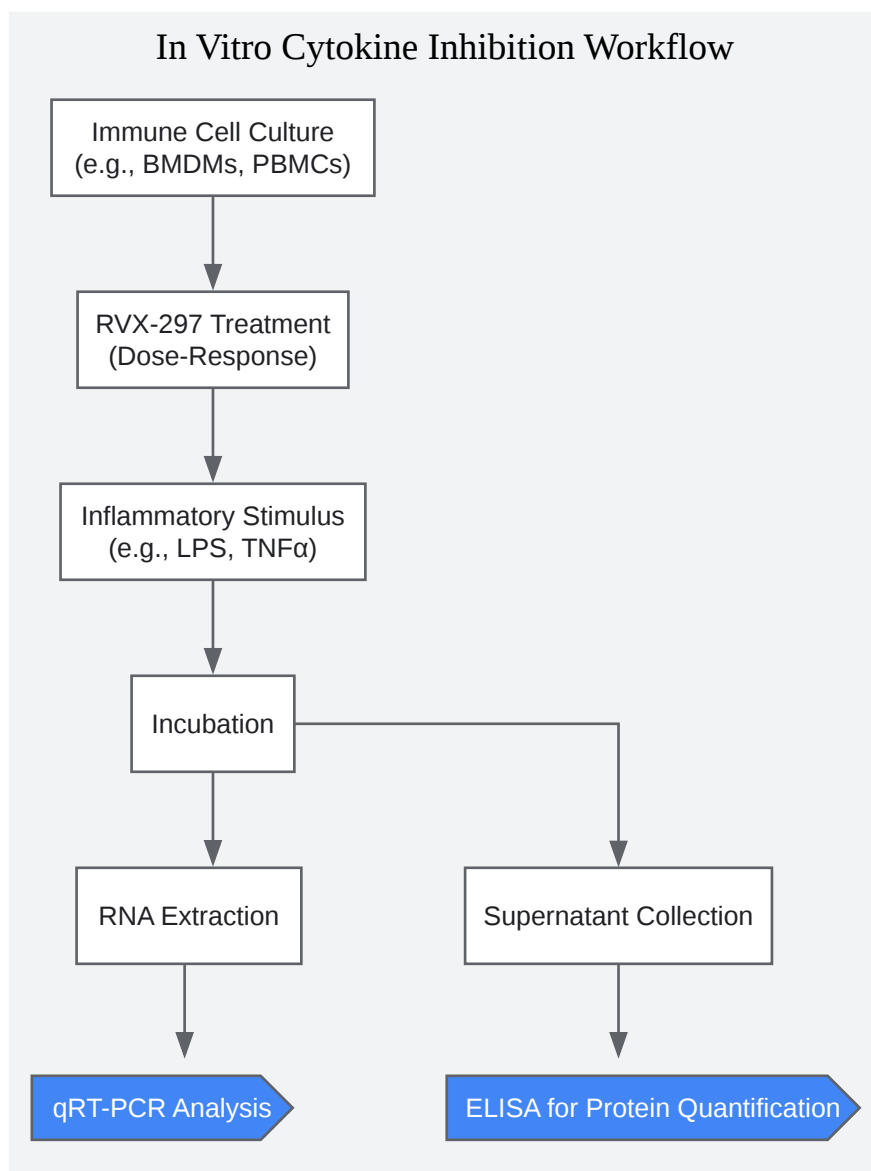 In Vitro Cytokine Inhibition Workflow
Immune Cell Culture
(e.g., BMDMs, PBMCs)
RVX-297 Treatment
(Dose-Response)
Inflammatory Stimulus
(e.g., LPS, TNFα)
Incubation
RNA Extraction
Supernatant Collection
qRT-PCR Analysis
ELISA for Protein Quantification